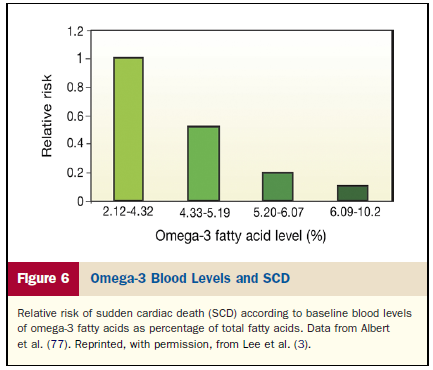 1.2
1
0.8
0.6
0.4
0.2
0
Relative risk
2.12-4.32 4.33-5.19 5.20-6.07 6.09-10.2
Omega-3 fatty acid level (%)
Figure 6 Omega-3 Blood Levels and SCD
Relative risk of sudden cardiac death (SCD) according to baseline blood levels
of omega-3 fatty acids as percentage of total fatty acids. Data from Albert
et al. (77). Reprinted, with permission, from Lee et al. (3).